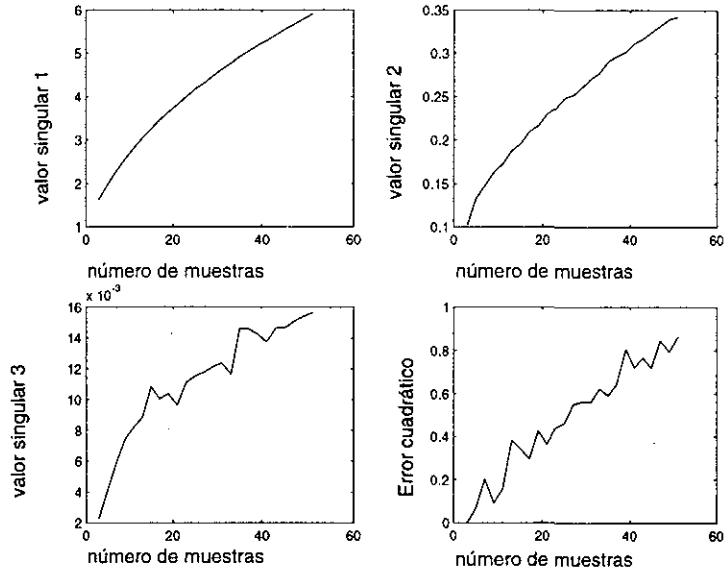 valor singular 1
6
5
4
3
2
1
0 20 40 60
número de muestras
valor singular 2
0.35
0.3
0.25
0.2
0.15
0.1
0 20 40 60
número de muestras
valor singular 3
x 10-3
16
14
12
10
8
6
4
2
0 20 40 60
número de muestras
Error cuadrático
1
0.8
0.6
0.4
0.2
0
0 20 40 60
número de muestras